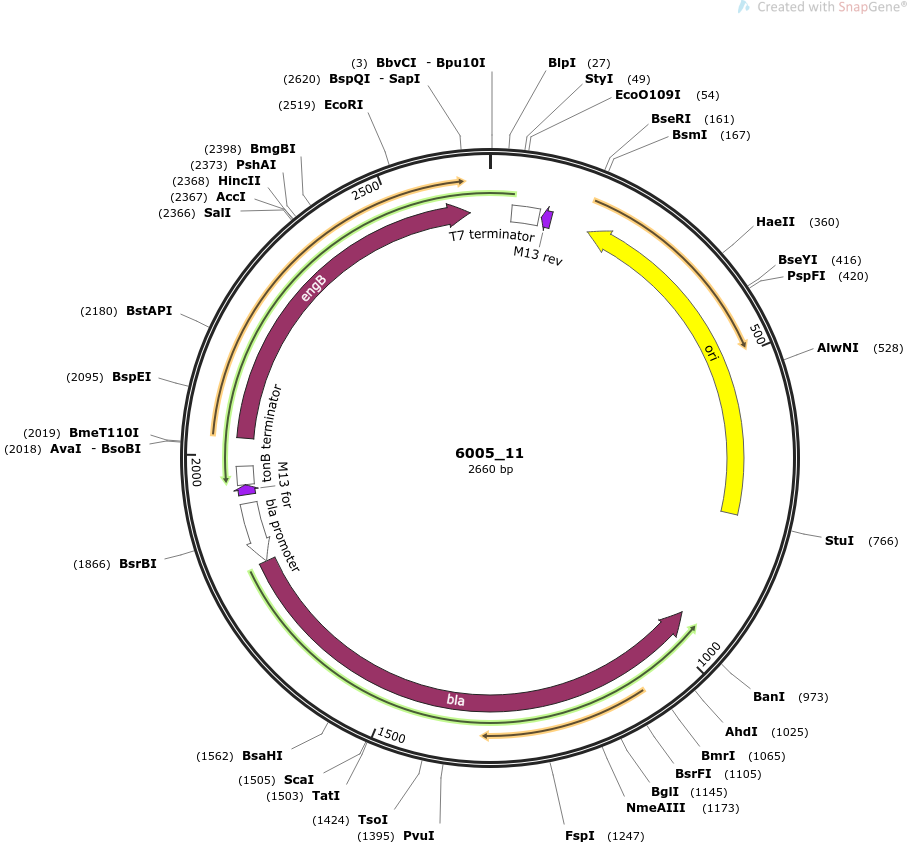 Created with SnapGene®
(3) BbvCI - Bpu10I
BlpI (27)
(2620) BspQI - SapI
StyI (49)
EcoO109I (54)
(2519) EcoRI
BseRI (161)
BsmI (167)
(2398) BmgBI
(2373) PshAI
(2368) HincII
(2367) AccI
(2366) SalI
2500
T7 terminator
M13 rev
HaeII (360)
BseYI (416)
PspFI (420)
engB
(2180) BstAPI
500
ori
AlwNI (528)
(2095) BspEI
(2019) BmeT110I
(2018) AvaI - BsoBI
tonB terminator
6005_11
2660 bp
2000
M13 for
bla promoter
StuI (766)
(1866) BsrBI
1000
BanI (973)
bla
1500
AhdI (1025)
(1562) BsaHI
BmrI (1065)
(1505) ScaI
BsrFI (1105)
(1503) TatI
BglI (1145)
NmeAIII (1173)
(1424) TsoI
(1395) PvuI
FspI (1247)